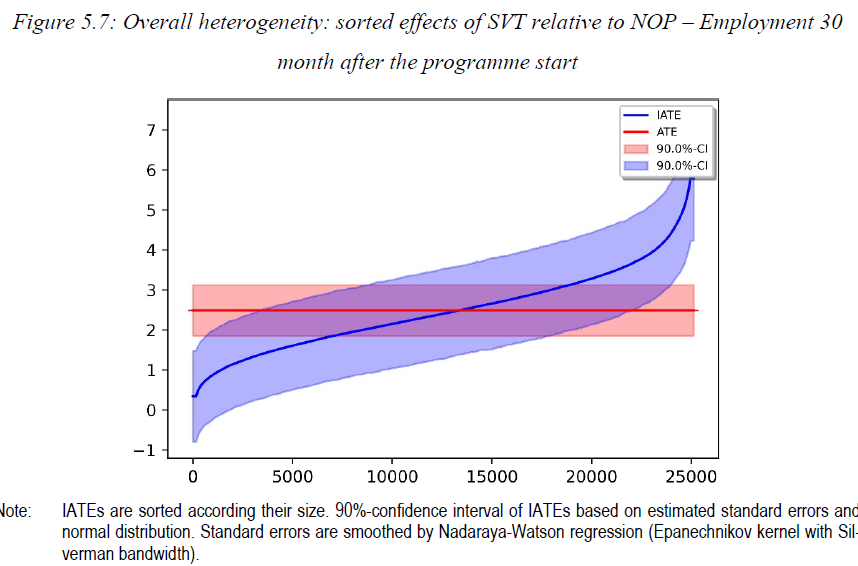 Figure 5.7: Overall heterogeneity: sorted effects of SVT relative to NOP – Employment 30
month after the programme start
IATE
ATE
90.0%-CI
90.0%-CI
7
6
5
4
3
2
1
0
−1
0 5000 10000 15000 20000 25000
Note: IATEs are sorted according their size. 90%-confidence interval of IATEs based on estimated standard errors and
normal distribution. Standard errors are smoothed by Nadaraya-Watson regression (Epanechnikov kernel with Sil-
verman bandwidth).